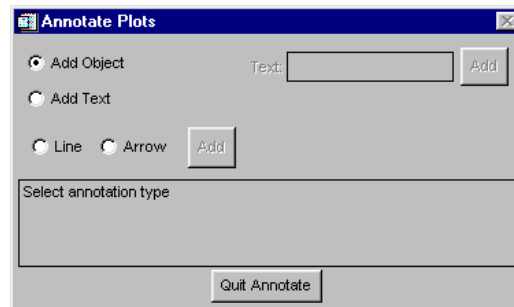 Annotate Plots
Add Object Text: Add
Add Text
Line Arrow Add
Select annotation type
Quit Annotate